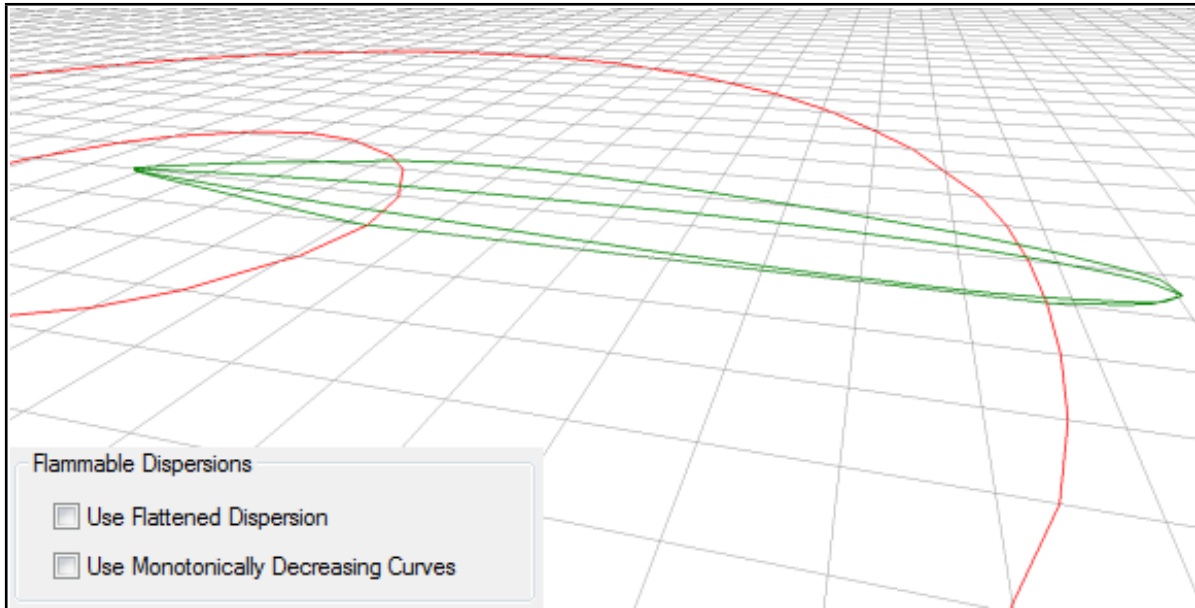 Flammable Dispersions
Use Flattened Dispersion
Use Monotonically Decreasing Curves